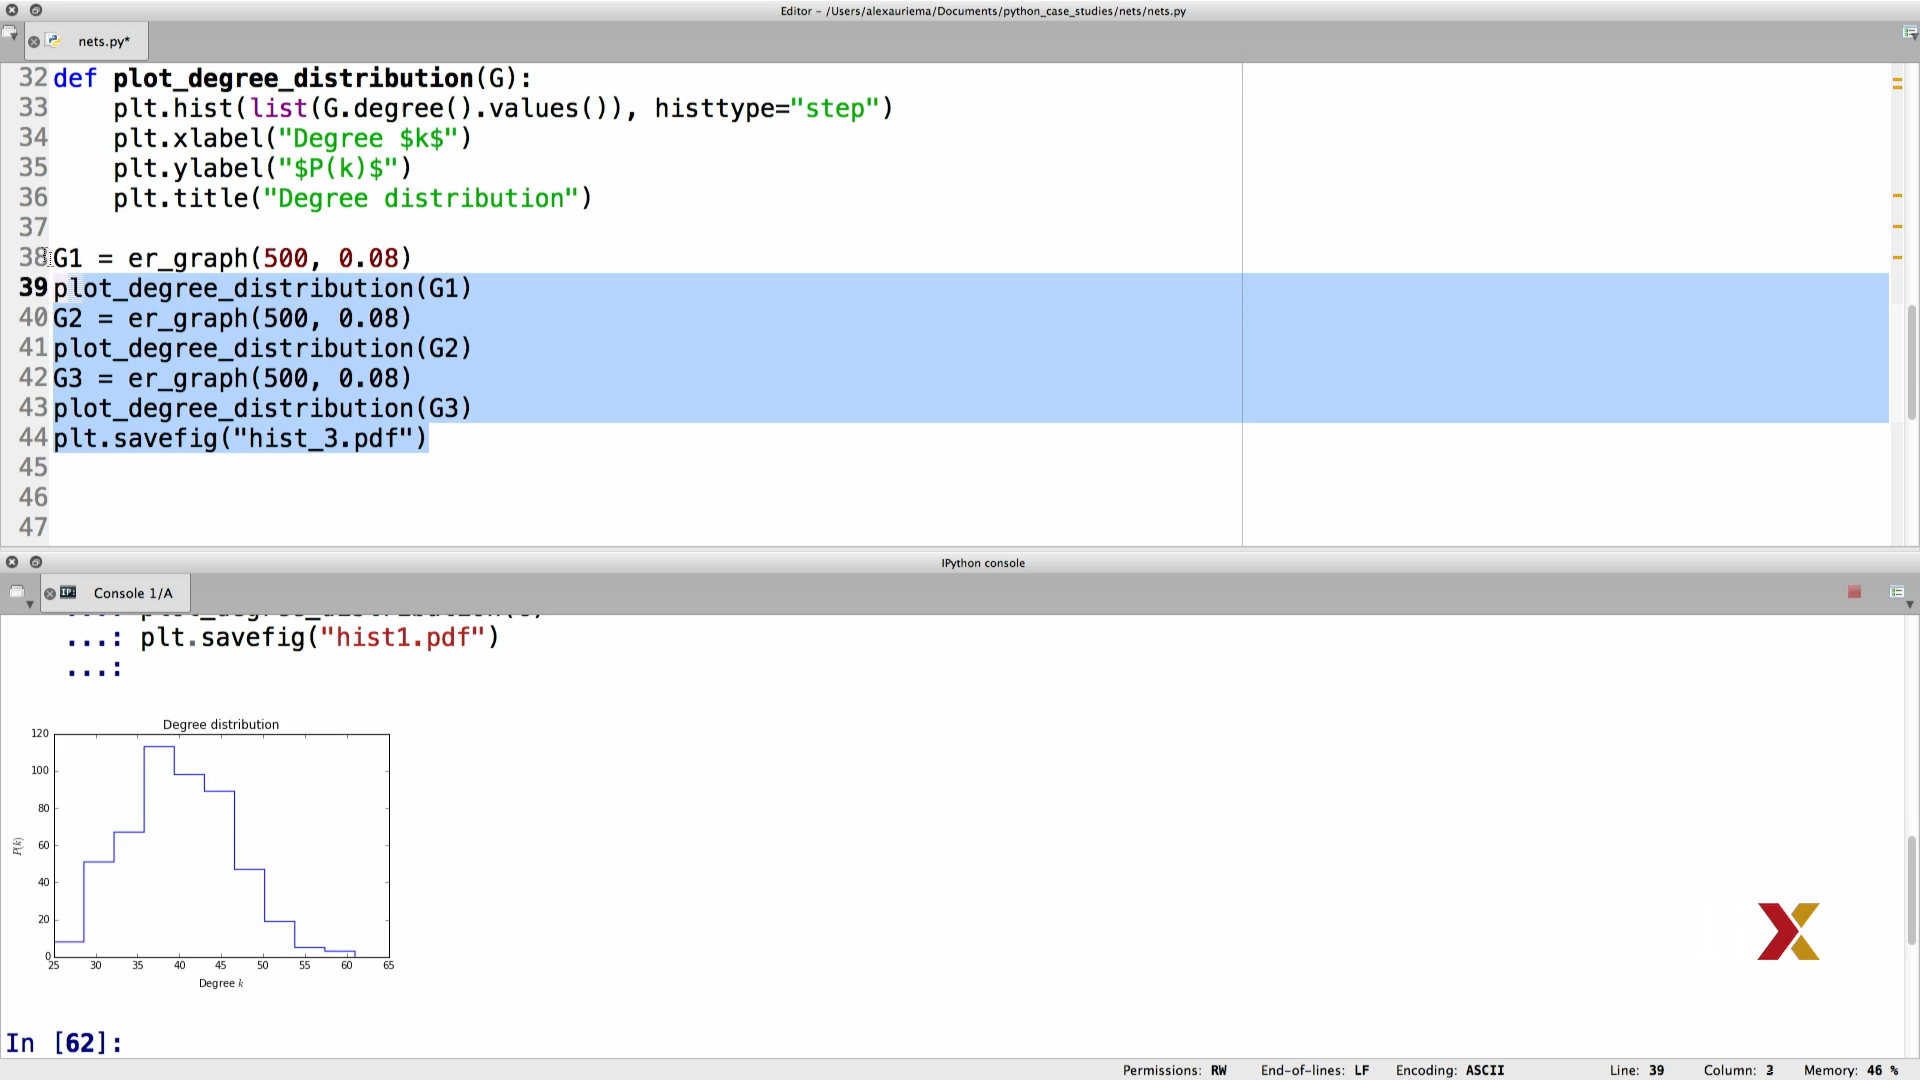 Editor – /Users/alexauriema/Documents/python_case_studies/nets/nets.py
nets.py*
32 def plot_degree_distribution(G):
33     plt.hist(list(G.degree().values()), histtype="step")
34     plt.xlabel("Degree $k$")
35     plt.ylabel("$P(k)$")
36     plt.title("Degree distribution")
37
38 G1 = er_graph(500, 0.08)
39 plot_degree_distribution(G1)
40 G2 = er_graph(500, 0.08)
41 plot_degree_distribution(G2)
42 G3 = er_graph(500, 0.08)
43 plot_degree_distribution(G3)
44 plt.savefig("hist_3.pdf")
45
46
47
IPython console
IP: Console 1/A
...: plt.savefig("hist1.pdf")
...:
Degree distribution
120
100
80
60
40
20
0
P(k)
25 30 35 40 45 50 55 60 65
Degree k
In [62]:
Permissions: RW End-of-lines: LF Encoding: ASCII Line: 39 Column: Memory: 46 %